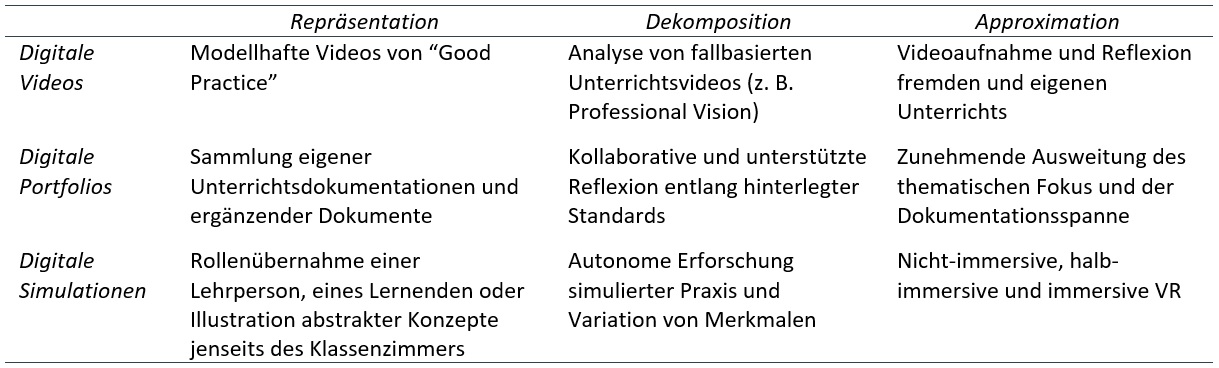 Repräsentation Dekomposition Approximation
Digitale Modellhafte Videos von “Good Analyse von fallbasierten Videoaufnahme und Reflexion
Videos Practice” Unterrichtsvideos (z. B. fremden und eigenen
Professional Vision) Unterrichts
Digitale Sammlung eigener Kollaborative und unterstützte Zunehmende Ausweitung des
Portfolios Unterrichtsdokumentationen und Reflexion entlang hinterlegter thematischen Fokus und der
ergänzender Dokumente Standards Dokumentationsspanne
Digitale Rollenübernahme einer Autonome Erforschung Nicht-immersive, halb-
Simulationen Lehrperson, eines Lernenden oder simulierter Praxis und immersive und immersive VR
Illustration abstrakter Konzepte Variation von Merkmalen
jenseits des Klassenzimmers